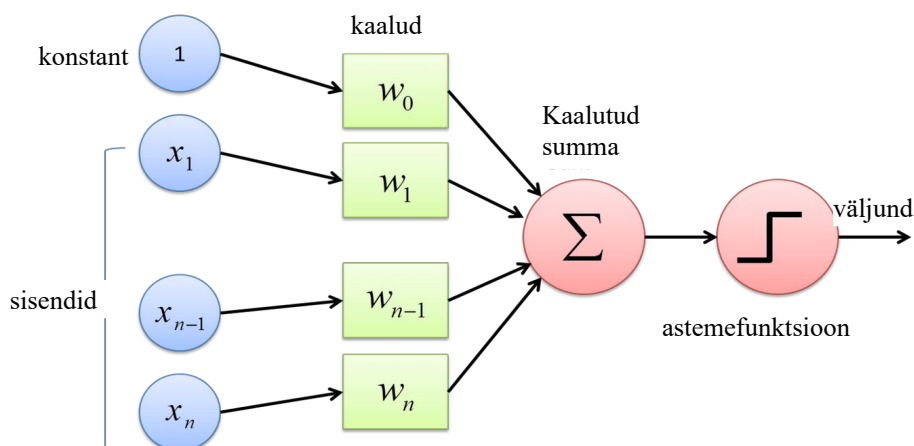 kaalud
konstant
1
w₀
Kaalutud
summa
x₁
w₁
Σ
väljund
sisendid
xₙ₋₁
wₙ₋₁
astemefunktsioon
xₙ
wₙ